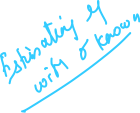 Estimating μ
with σ known